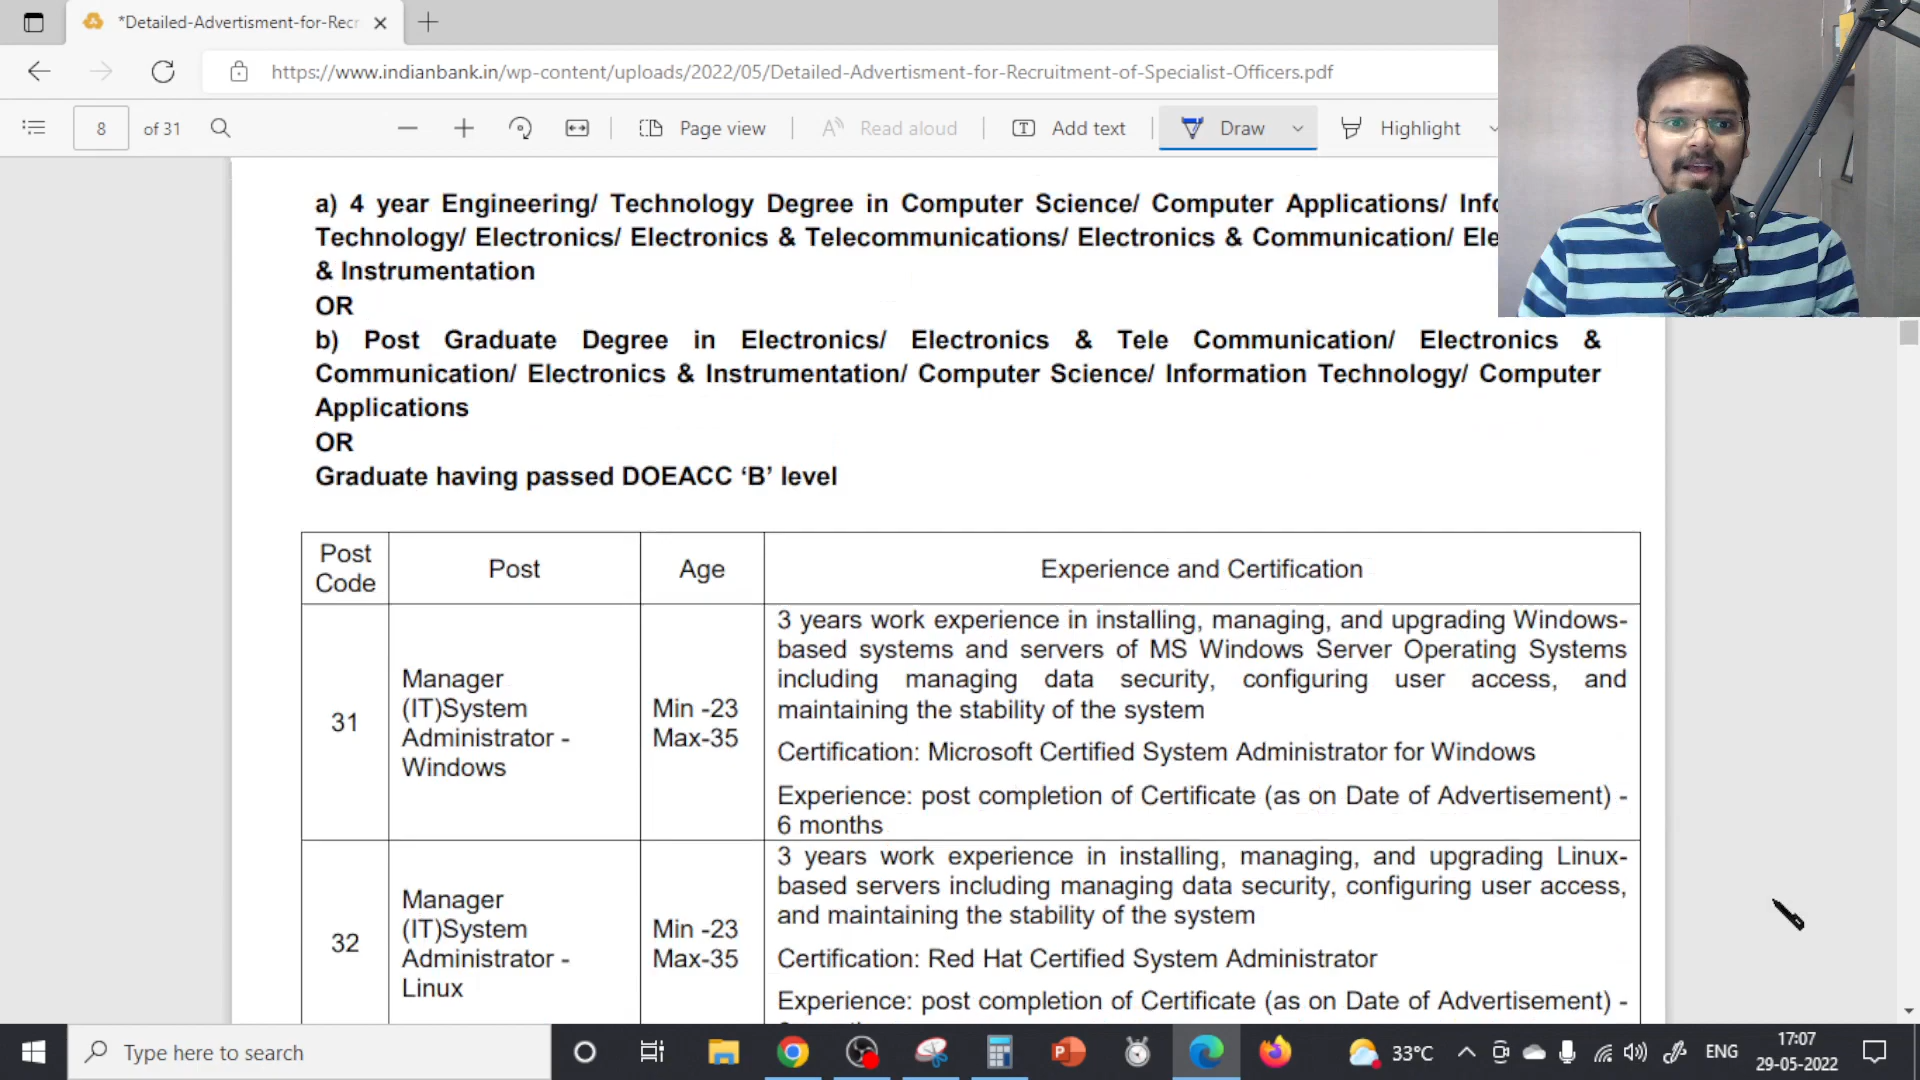 *Detailed-Advertisment-for-Recr
https://www.indianbank.in/wp-content/uploads/2022/05/Detailed-Advertisment-for-Recruitment-of-Specialist-Officers.pdf
8 of 31 Page view Read aloud Add text Draw Highlight
a) 4 year Engineering/ Technology Degree in Computer Science/ Computer Applications/
Technology/ Electronics/ Electronics & Telecommunications/ Electronics & Communication/
& Instrumentation
OR
b) Post Graduate Degree in Electronics/ Electronics & Tele Communication/ Electronics &
Communication/ Electronics & Instrumentation/ Computer Science/ Information Technology/ Computer
Applications
OR
Graduate having passed DOEACC ‘B’ level
Post
Code
Post
Age
Experience and Certification
31
Manager
(IT)System
Administrator -
Windows
Min -23
Max-35
3 years work experience in installing, managing, and upgrading Windows-
based systems and servers of MS Windows Server Operating Systems
including managing data security, configuring user access, and
maintaining the stability of the system
Certification: Microsoft Certified System Administrator for Windows
Experience: post completion of Certificate (as on Date of Advertisement) -
6 months
32
Manager
(IT)System
Administrator -
Linux
Min -23
Max-35
3 years work experience in installing, managing, and upgrading Linux-
based servers including managing data security, configuring user access,
and maintaining the stability of the system
Certification: Red Hat Certified System Administrator
Experience: post completion of Certificate (as on Date of Advertisement) -
Type here to search
33°C
ENG
17:07
29-05-2022